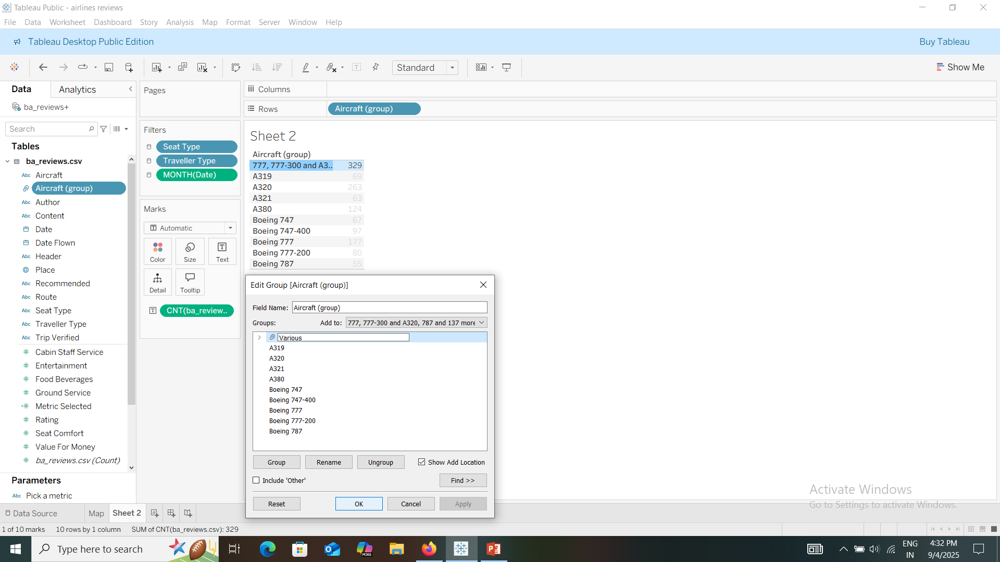 Tableau Public - airlines reviews
File Data Worksheet Dashboard Story Analysis Map Format Server Window Help
Tableau Desktop Public Edition
Buy Tableau
Standard
Show Me
Data
Analytics
ba_reviews+
Search
Tables
ba_reviews.csv
Abc Aircraft
Aircraft (group)
Abc Author
Abc Content
Date
Date Flown
Abc Header
Place
Abc Recommended
Abc Route
Abc Seat Type
Abc Traveller Type
Abc Trip Verified
# Cabin Staff Service
# Entertainment
# Food Beverages
# Ground Service
=# Metric Selected
# Rating
# Seat Comfort
# Value For Money
# ba_reviews.csv (Count)
Parameters
Abc Pick a metric
Pages
Filters
Seat Type
Traveller Type
MONTH(Date)
Marks
Automatic
Color
Size
Text
Detail
Tooltip
CNT(ba_review..
Columns
Rows
Aircraft (group)
Sheet 2
Aircraft (group)
777, 777-300 and A3.. 329
A319 69
A320 263
A321 63
A380 124
Boeing 747 67
Boeing 747-400 97
Boeing 777 177
Boeing 777-200 80
Boeing 787 55
Edit Group [Aircraft (group)]
Field Name: Aircraft (group)
Groups: Add to: 777, 777-300 and A320, 787 and 137 more
Various
A319
A320
A321
A380
Boeing 747
Boeing 747-400
Boeing 777
Boeing 777-200
Boeing 787
Group Rename Ungroup Show Add Location
Include 'Other' Find >>
Reset OK Cancel Apply
Activate Windows
Go to Settings to activate Windows.
Data Source Map Sheet 2
1 of 10 marks 10 rows by 1 column SUM of CNT(ba_reviews.csv): 329
Type here to search
M365
ENG
IN
4:32 PM
9/4/2025